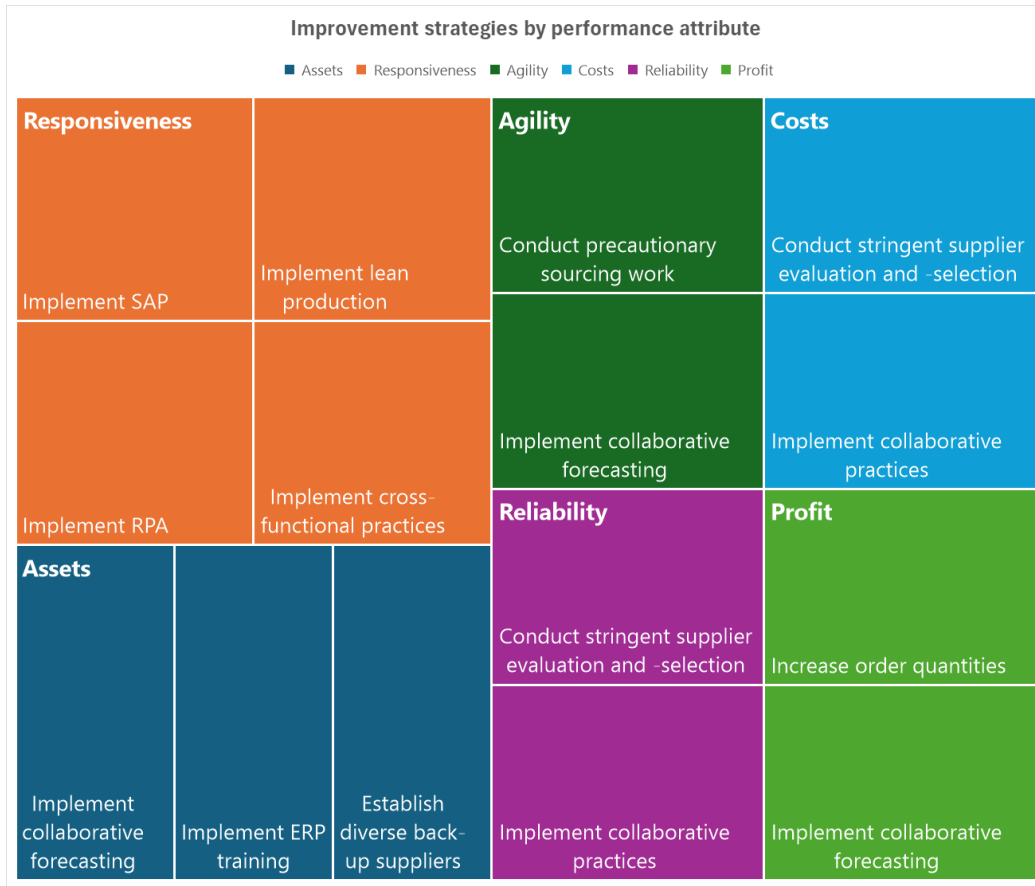 Improvement strategies by performance attribute
Assets Responsiveness Agility Costs Reliability Profit
Responsiveness
Implement SAP
Implement lean
production
Implement RPA
Implement cross-
functional practices
Assets
Implement
collaborative
forecasting
Implement ERP
training
Establish
diverse back-
up suppliers
Agility
Conduct precautionary
sourcing work
Implement collaborative
forecasting
Costs
Conduct stringent supplier
evaluation and -selection
Implement collaborative
practices
Reliability
Conduct stringent supplier
evaluation and -selection
Implement collaborative
practices
Profit
Increase order quantities
Implement collaborative
forecasting